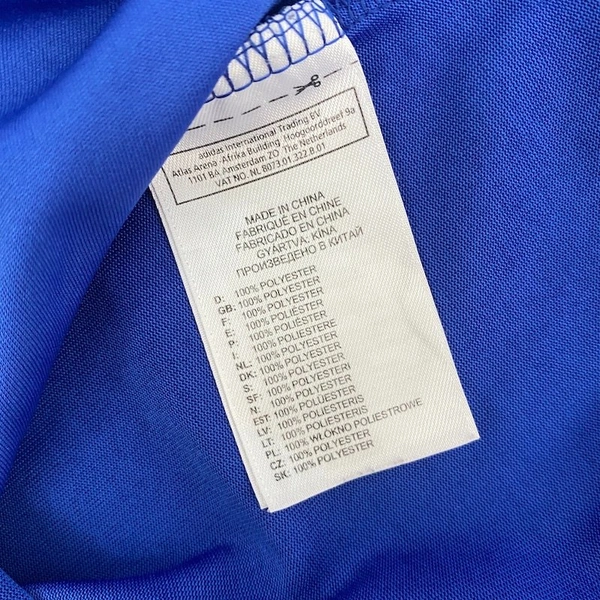 adidas International Trading BV
Atlas Arena -Afrika Building Hoogoorddreef 9a
1101 BA Amsterdam ZO The Netherlands
VAT NO. NL 8073.01.322.B.01
MADE IN CHINA
FABRIQUÉ EN CHINE
FABRICADO EN CHINA
GYÁRTVA: KÍNA
ПРОИЗВЕДЕНО В КИТАЙ
D: 100% POLYESTER
GB: 100% POLYESTER
F: 100% POLYESTER
E: 100% POLIÉSTER
P: 100% POLIÉSTER
I: 100% POLIESTERE
NL: 100% POLYESTER
DK: 100% POLYESTER
S: 100% POLYESTER
SF: 100% POLYESTERI
N: 100% POLYESTER
EST: 100% POLÜESTER
LV: 100% POLIESTERIS
LT: 100% POLIESTERIS
PL: 100% WŁÓKNO POLIESTROWE
CZ: 100% POLYESTER
SK: 100% POLYESTER